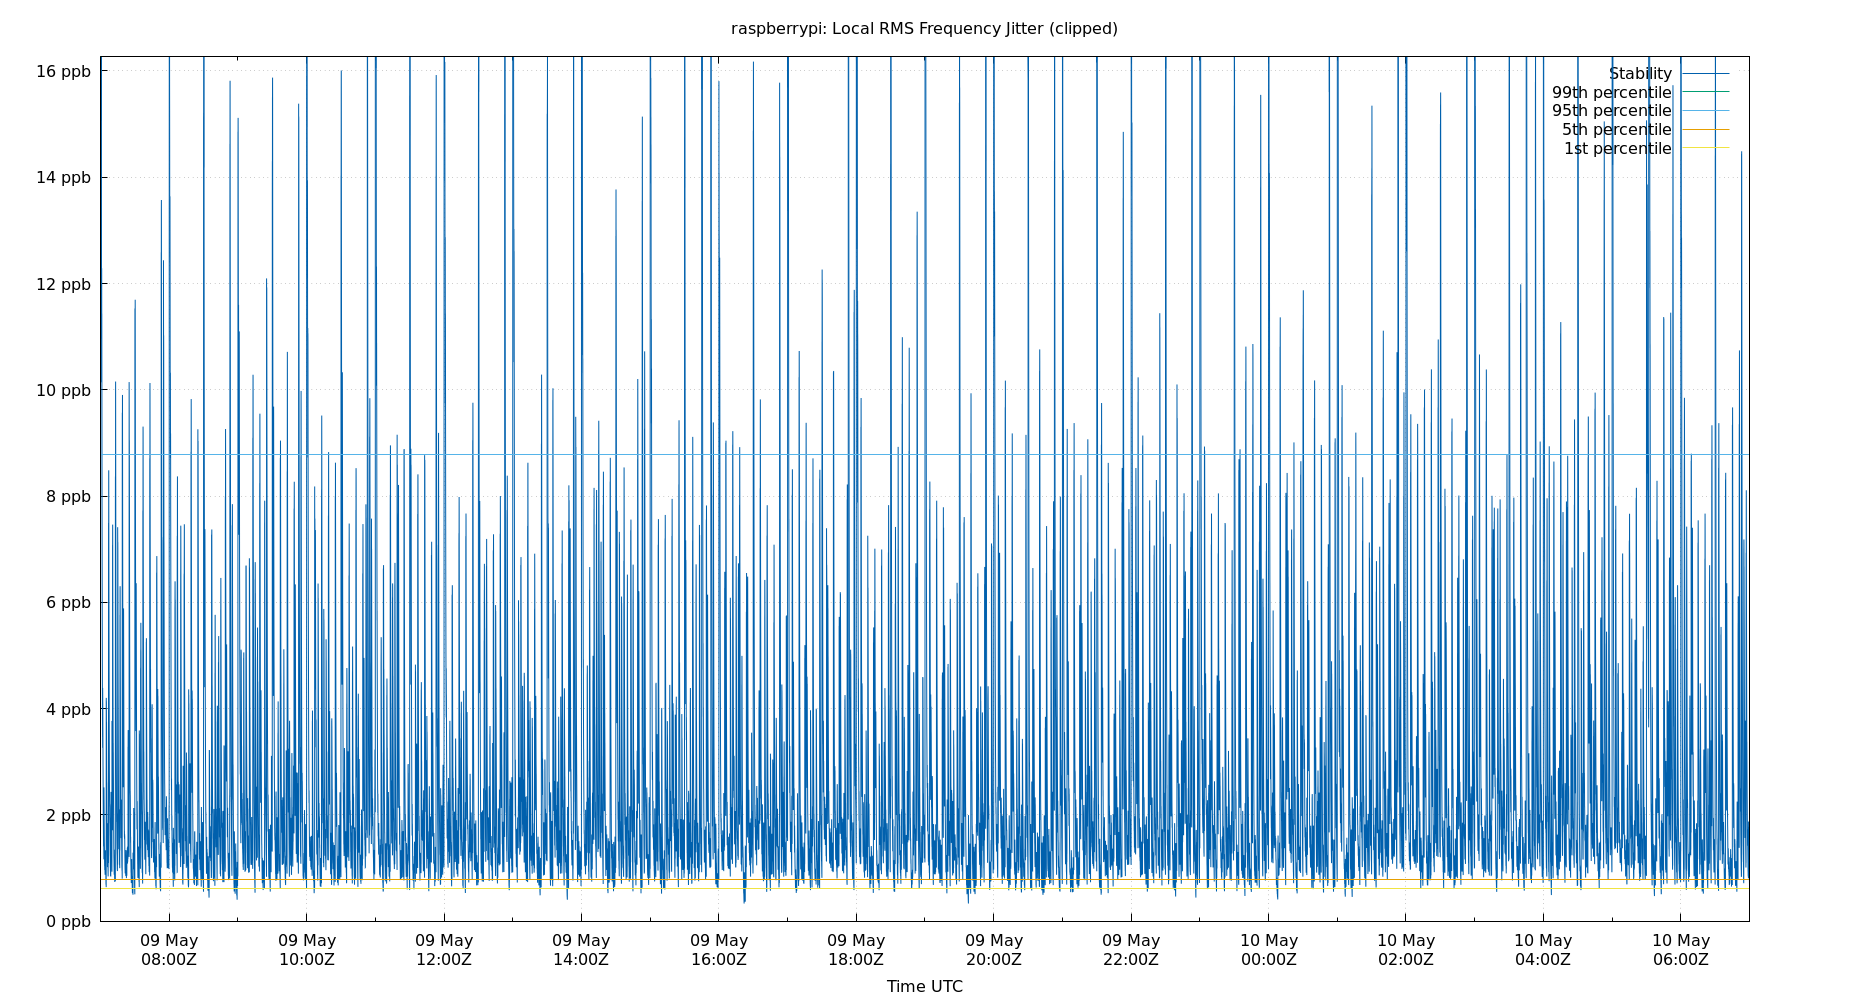 raspberrypi: Local RMS Frequency Jitter (clipped)
16 ppb
14 ppb
12 ppb
10 ppb
8 ppb
6 ppb
4 ppb
2 ppb
0 ppb
Stability
99th percentile
95th percentile
5th percentile
1st percentile
09 May 09 May 09 May 09 May 09 May 09 May 09 May 09 May 10 May 10 May 10 May 10 May
08:00Z 10:00Z 12:00Z 14:00Z 16:00Z 18:00Z 20:00Z 22:00Z 00:00Z 02:00Z 04:00Z 06:00Z
Time UTC